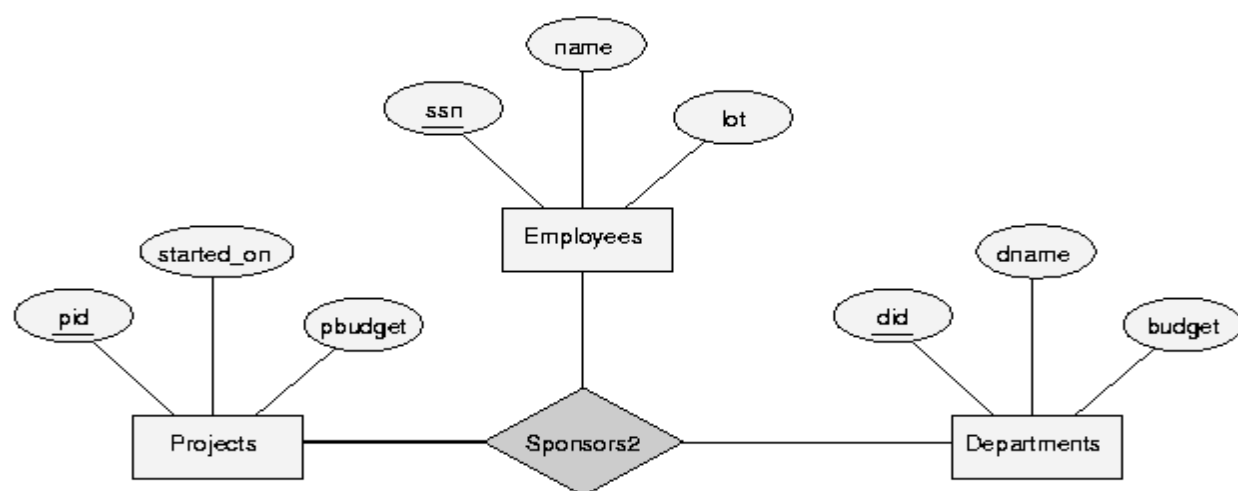 name
ssn
lot
Employees
started_on
dname
pid
pbudget
did
budget
Projects
Sponsors2
Departments